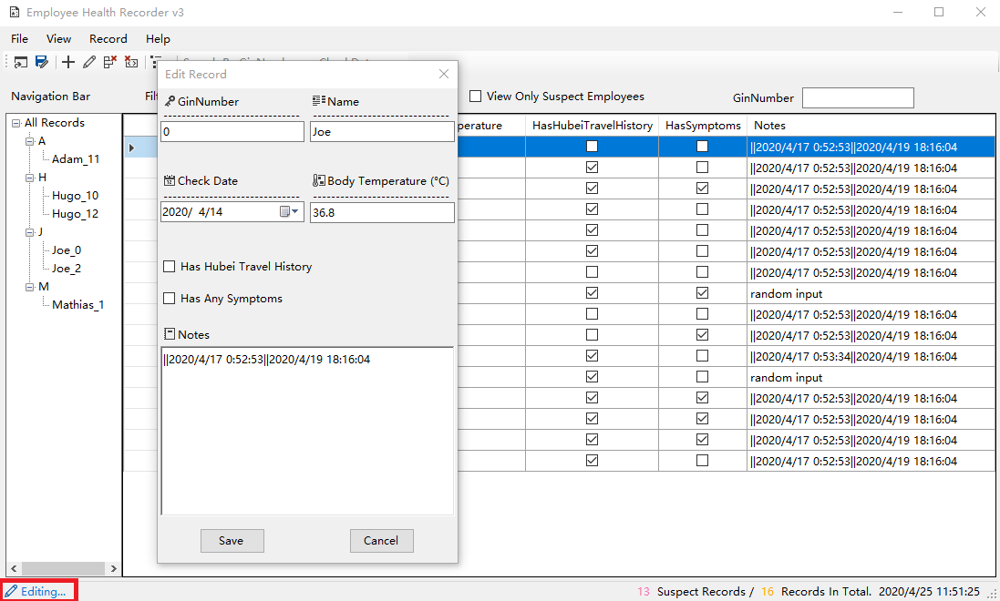 Employee Health Recorder v3
File View Record Help
Navigation Bar
View Only Suspect Employees
GinNumber
All Records
A
Adam_11
H
Hugo_10
Hugo_12
J
Joe_0
Joe_2
M
Mathias_1
Edit Record
GinNumber Name
0 Joe
Check Date Body Temperature (°C)
2020/ 4/14 36.8
Has Hubei Travel History
Has Any Symptoms
Notes
||2020/4/17 0:52:53||2020/4/19 18:16:04
Save Cancel
HasHubeiTravelHistory HasSymptoms Notes
||2020/4/17 0:52:53||2020/4/19 18:16:04
||2020/4/17 0:52:53||2020/4/19 18:16:04
||2020/4/17 0:52:53||2020/4/19 18:16:04
||2020/4/17 0:52:53||2020/4/19 18:16:04
||2020/4/17 0:52:53||2020/4/19 18:16:04
||2020/4/17 0:52:53||2020/4/19 18:16:04
||2020/4/17 0:52:53||2020/4/19 18:16:04
random input
||2020/4/17 0:52:53||2020/4/19 18:16:04
||2020/4/17 0:52:53||2020/4/19 18:16:04
||2020/4/17 0:53:34||2020/4/19 18:16:04
random input
||2020/4/17 0:52:53||2020/4/19 18:16:04
||2020/4/17 0:52:53||2020/4/19 18:16:04
||2020/4/17 0:52:53||2020/4/19 18:16:04
||2020/4/17 0:52:53||2020/4/19 18:16:04
Editing...
13 Suspect Records / 16 Records In Total. 2020/4/25 11:51:25